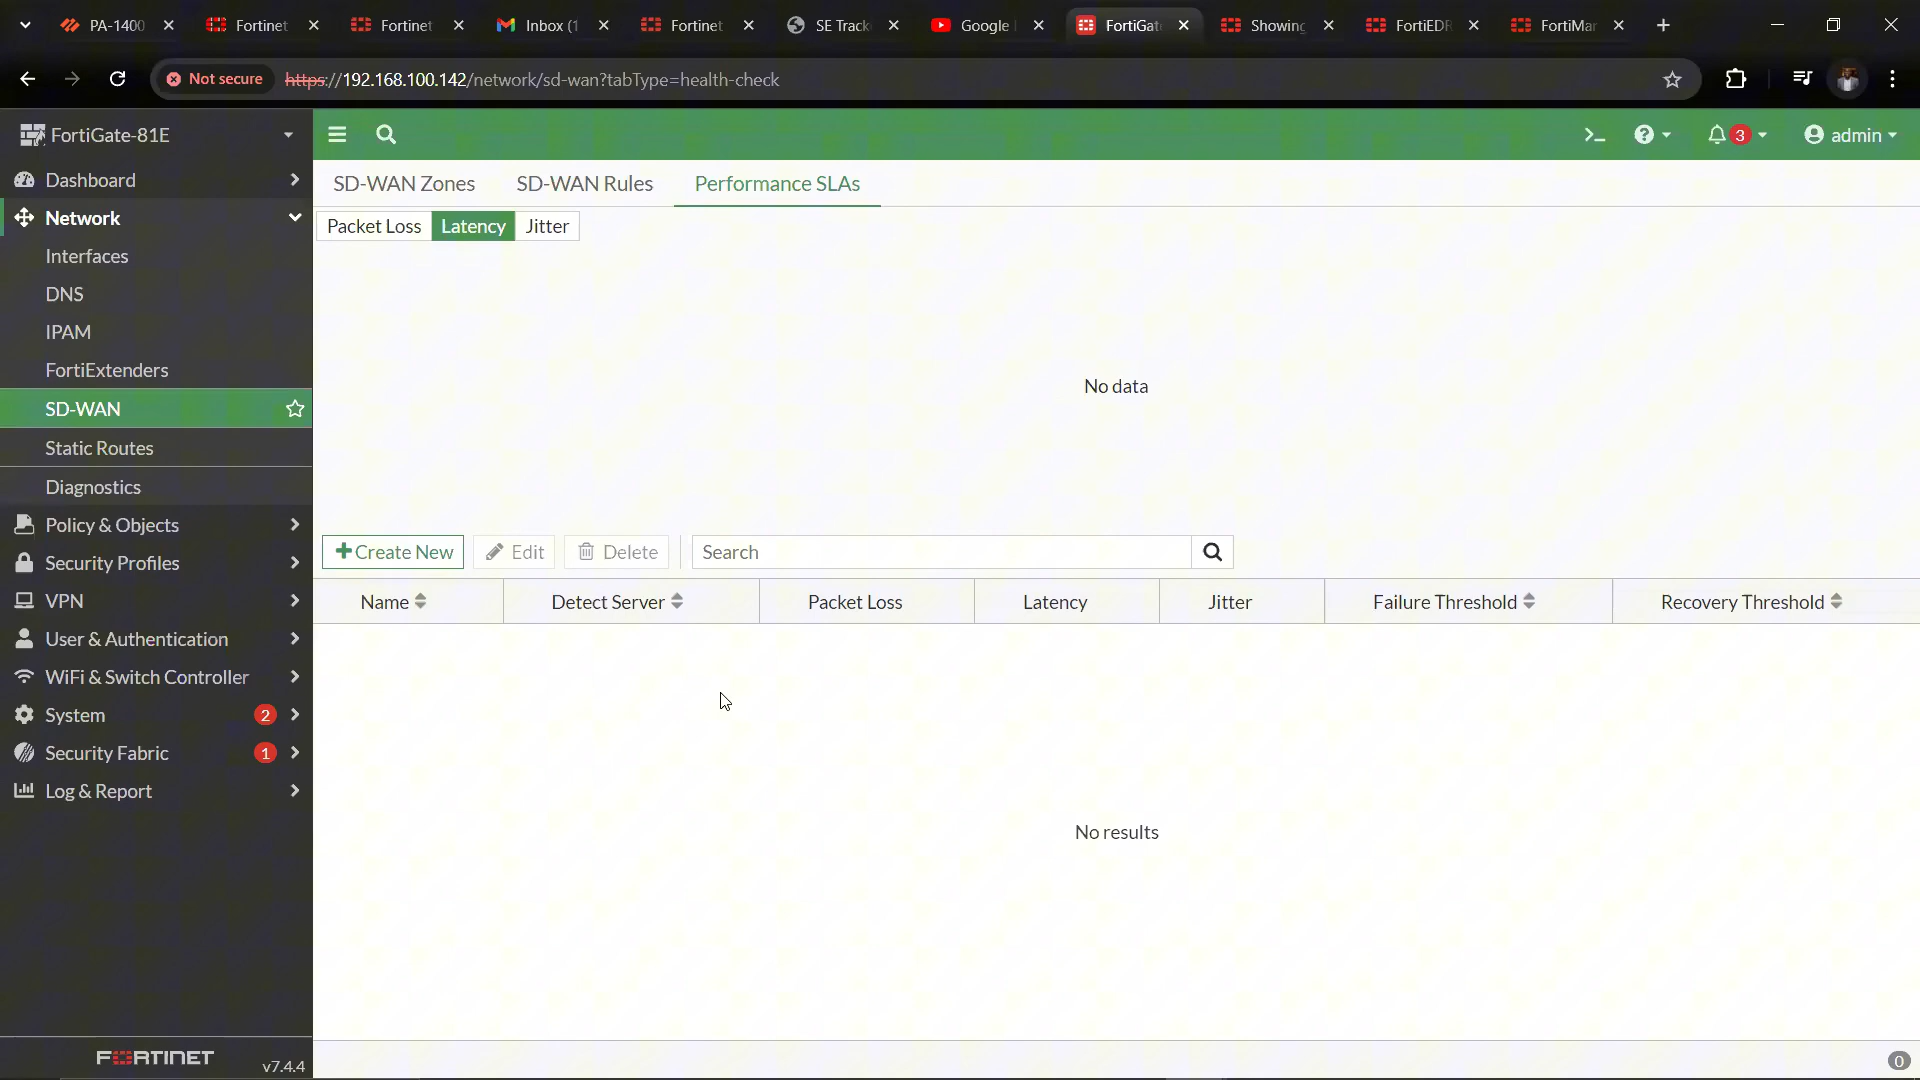 PA-1400
Fortinet
Fortinet
Inbox (1
Fortinet
SE Track
Google
FortiGat
Showing
FortiEDR
FortiMan
Not secure
https://192.168.100.142/network/sd-wan?tabType=health-check
FortiGate-81E
3
admin
Dashboard
SD-WAN Zones
SD-WAN Rules
Performance SLAs
Network
Packet Loss
Latency
Jitter
Interfaces
DNS
IPAM
FortiExtenders
No data
SD-WAN
Static Routes
Diagnostics
Policy & Objects
Create New
Edit
Delete
Search
Security Profiles
VPN
Name
Detect Server
Packet Loss
Latency
Jitter
Failure Threshold
Recovery Threshold
User & Authentication
WiFi & Switch Controller
System
2
Security Fabric
1
Log & Report
No results
FORTINET
v7.4.4
0